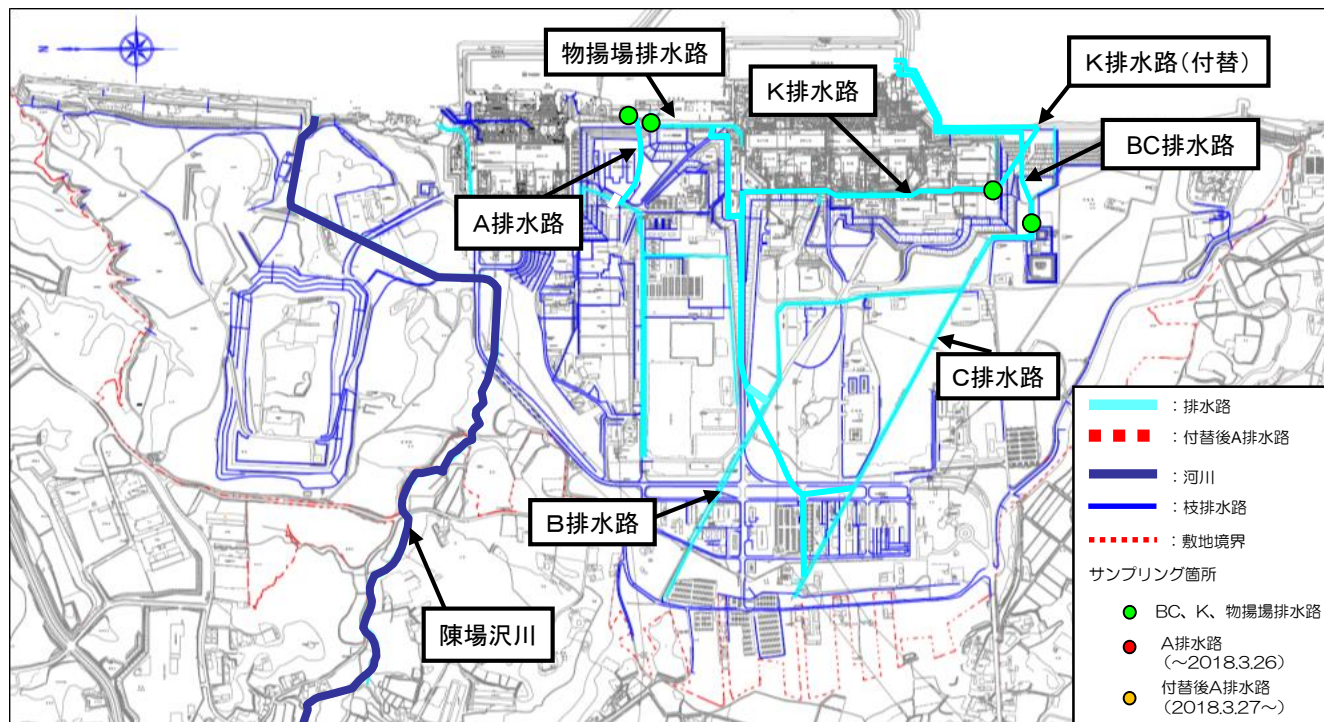 N
物揚場排水路
K排水路(付替)
K排水路
BC排水路
A排水路
C排水路
B排水路
陳場沢川
:排水路
:付替後A排水路
:河川
:枝排水路
:敷地境界
サンプリング箇所
BC、K、物揚場排水路
A排水路
(～2018.3.26)
付替後A排水路
(2018.3.27～)